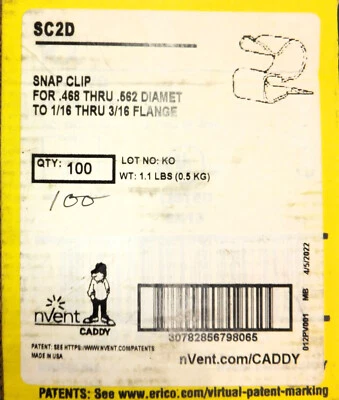 SC2D
SNAP CLIP
FOR .468 THRU .562 DIAMET
TO 1/16 THRU 3/16 FLANGE
QTY: 100
LOT NO: KO
WT: 1.1 LBS (0.5 KG)
100
nVent
CADDY
PATENT: SEE HTTPS://WWW.NVENT.COM/PATENTS
MADE IN USA
30782856798065
nVent.com/CADDY
012PV001 MB 4/5/2022
PATENTS: See www.erico.com/virtual-patent-marking